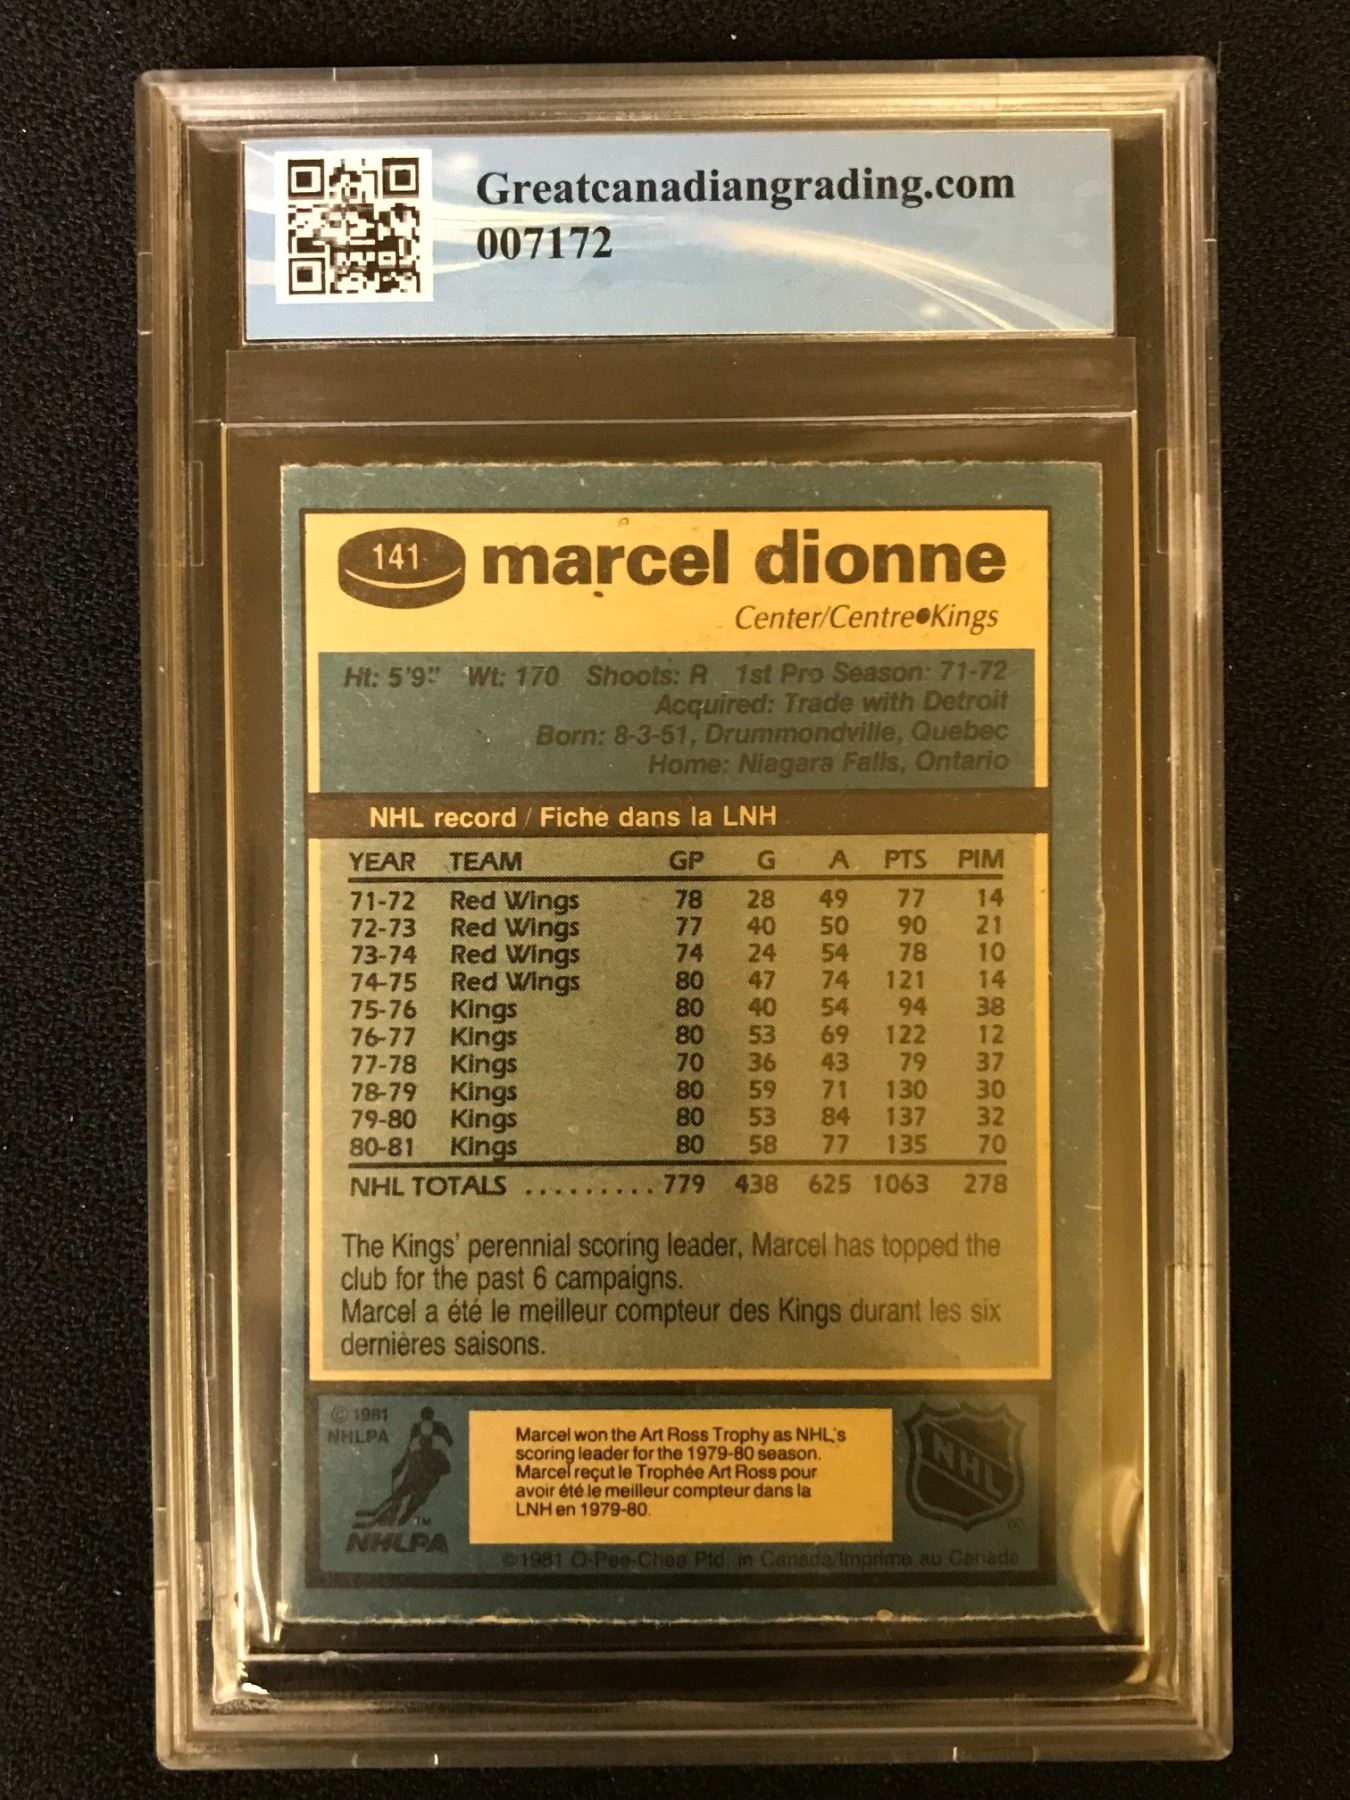 Greatcanadiangrading.com
007172
141
marcel dionne
Center/Centre●Kings
Ht: 5'9" Wt: 170 Shoots: R 1st Pro Season: 71-72
Acquired: Trade with Detroit
Born: 8-3-51, Drummondville, Quebec
Home: Niagara Falls, Ontario
NHL record / Fiche dans la LNH
YEAR TEAM GP G A PTS PIM
71-72 Red Wings 78 28 49 77 14
72-73 Red Wings 77 40 50 90 21
73-74 Red Wings 74 24 54 78 10
74-75 Red Wings 80 47 74 121 14
75-76 Kings 80 40 54 94 38
76-77 Kings 80 53 69 122 12
77-78 Kings 70 36 43 79 37
78-79 Kings 80 59 71 130 30
79-80 Kings 80 53 84 137 32
80-81 Kings 80 58 77 135 70
NHL TOTALS .......... 779 438 625 1063 278
The Kings' perennial scoring leader, Marcel has topped the
club for the past 6 campaigns.
Marcel a été le meilleur compteur des Kings durant les six
dernières saisons.
© 1981
NHLPA
Marcel won the Art Ross Trophy as NHL's
scoring leader for the 1979-80 season.
Marcel reçut le Trophée Art Ross pour
avoir été le meilleur compteur dans la
LNH en 1979-80.
TM
NHLPA
NHL
®
©1981 O-Pee-Chee Ptd. in Canada/Imprimé au Canada